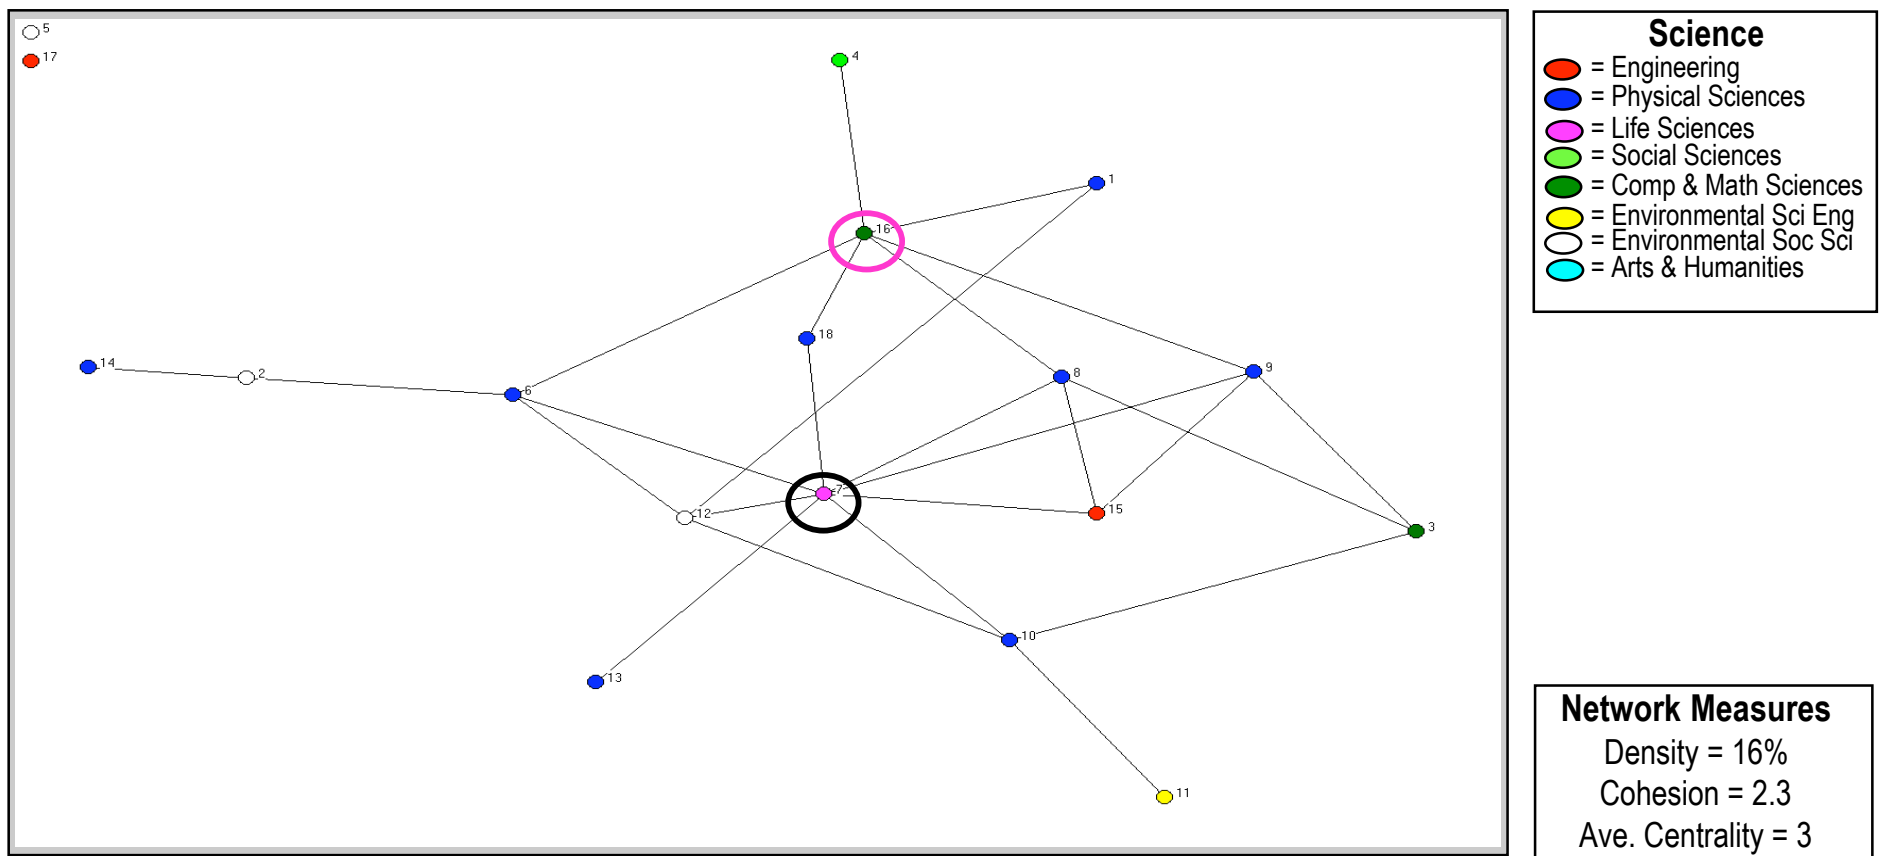 5
17
4
1
16
18
14
2
6
8
9
7
12
15
3
10
13
11
Science
= Engineering
= Physical Sciences
= Life Sciences
= Social Sciences
= Comp & Math Sciences
= Environmental Sci Eng
= Environmental Soc Sci
= Arts & Humanities
Network Measures
Density = 16%
Cohesion = 2.3
Ave. Centrality = 3